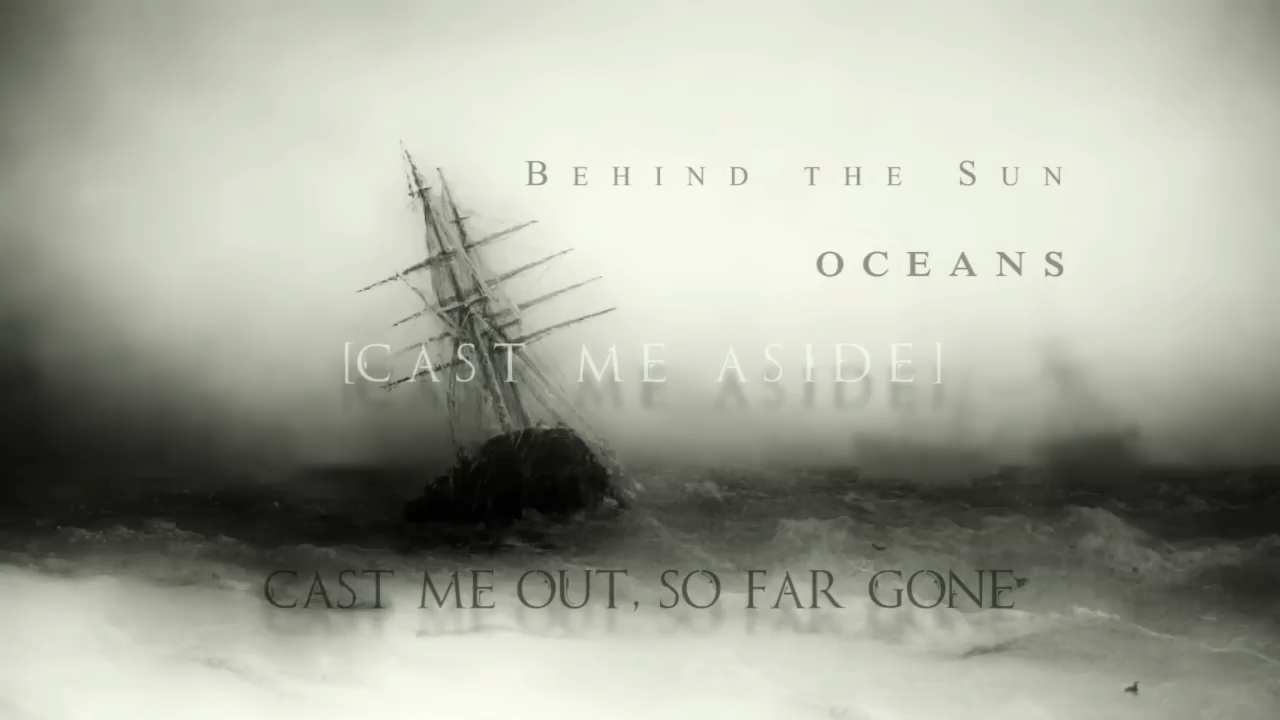 Behind the Sun
OCEANS
[CAST ME ASIDE]
CAST ME OUT, SO FAR GONE